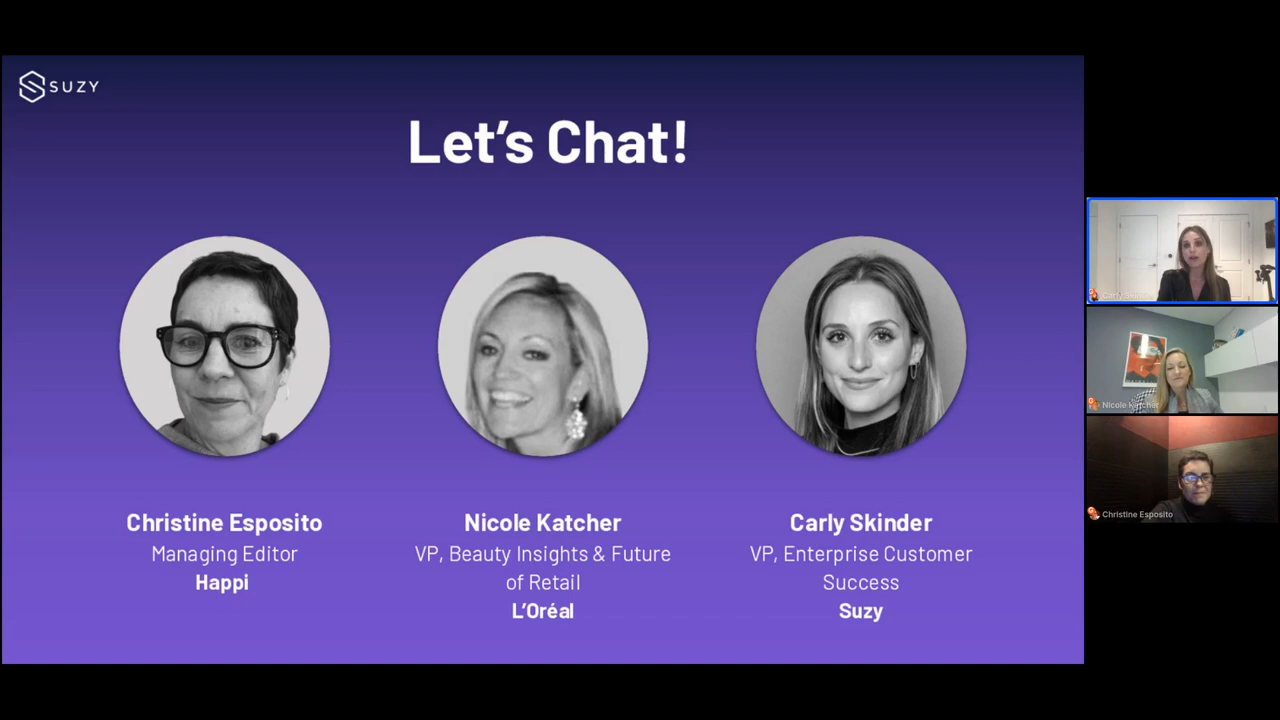 SUZY
Let's Chat!
Christine Esposito
Managing Editor
Happi
Nicole Katcher
VP, Beauty Insights & Future
of Retail
L'Oréal
Carly Skinder
VP, Enterprise Customer
Success
Suzy
Nicole Katcher
Christine Esposito